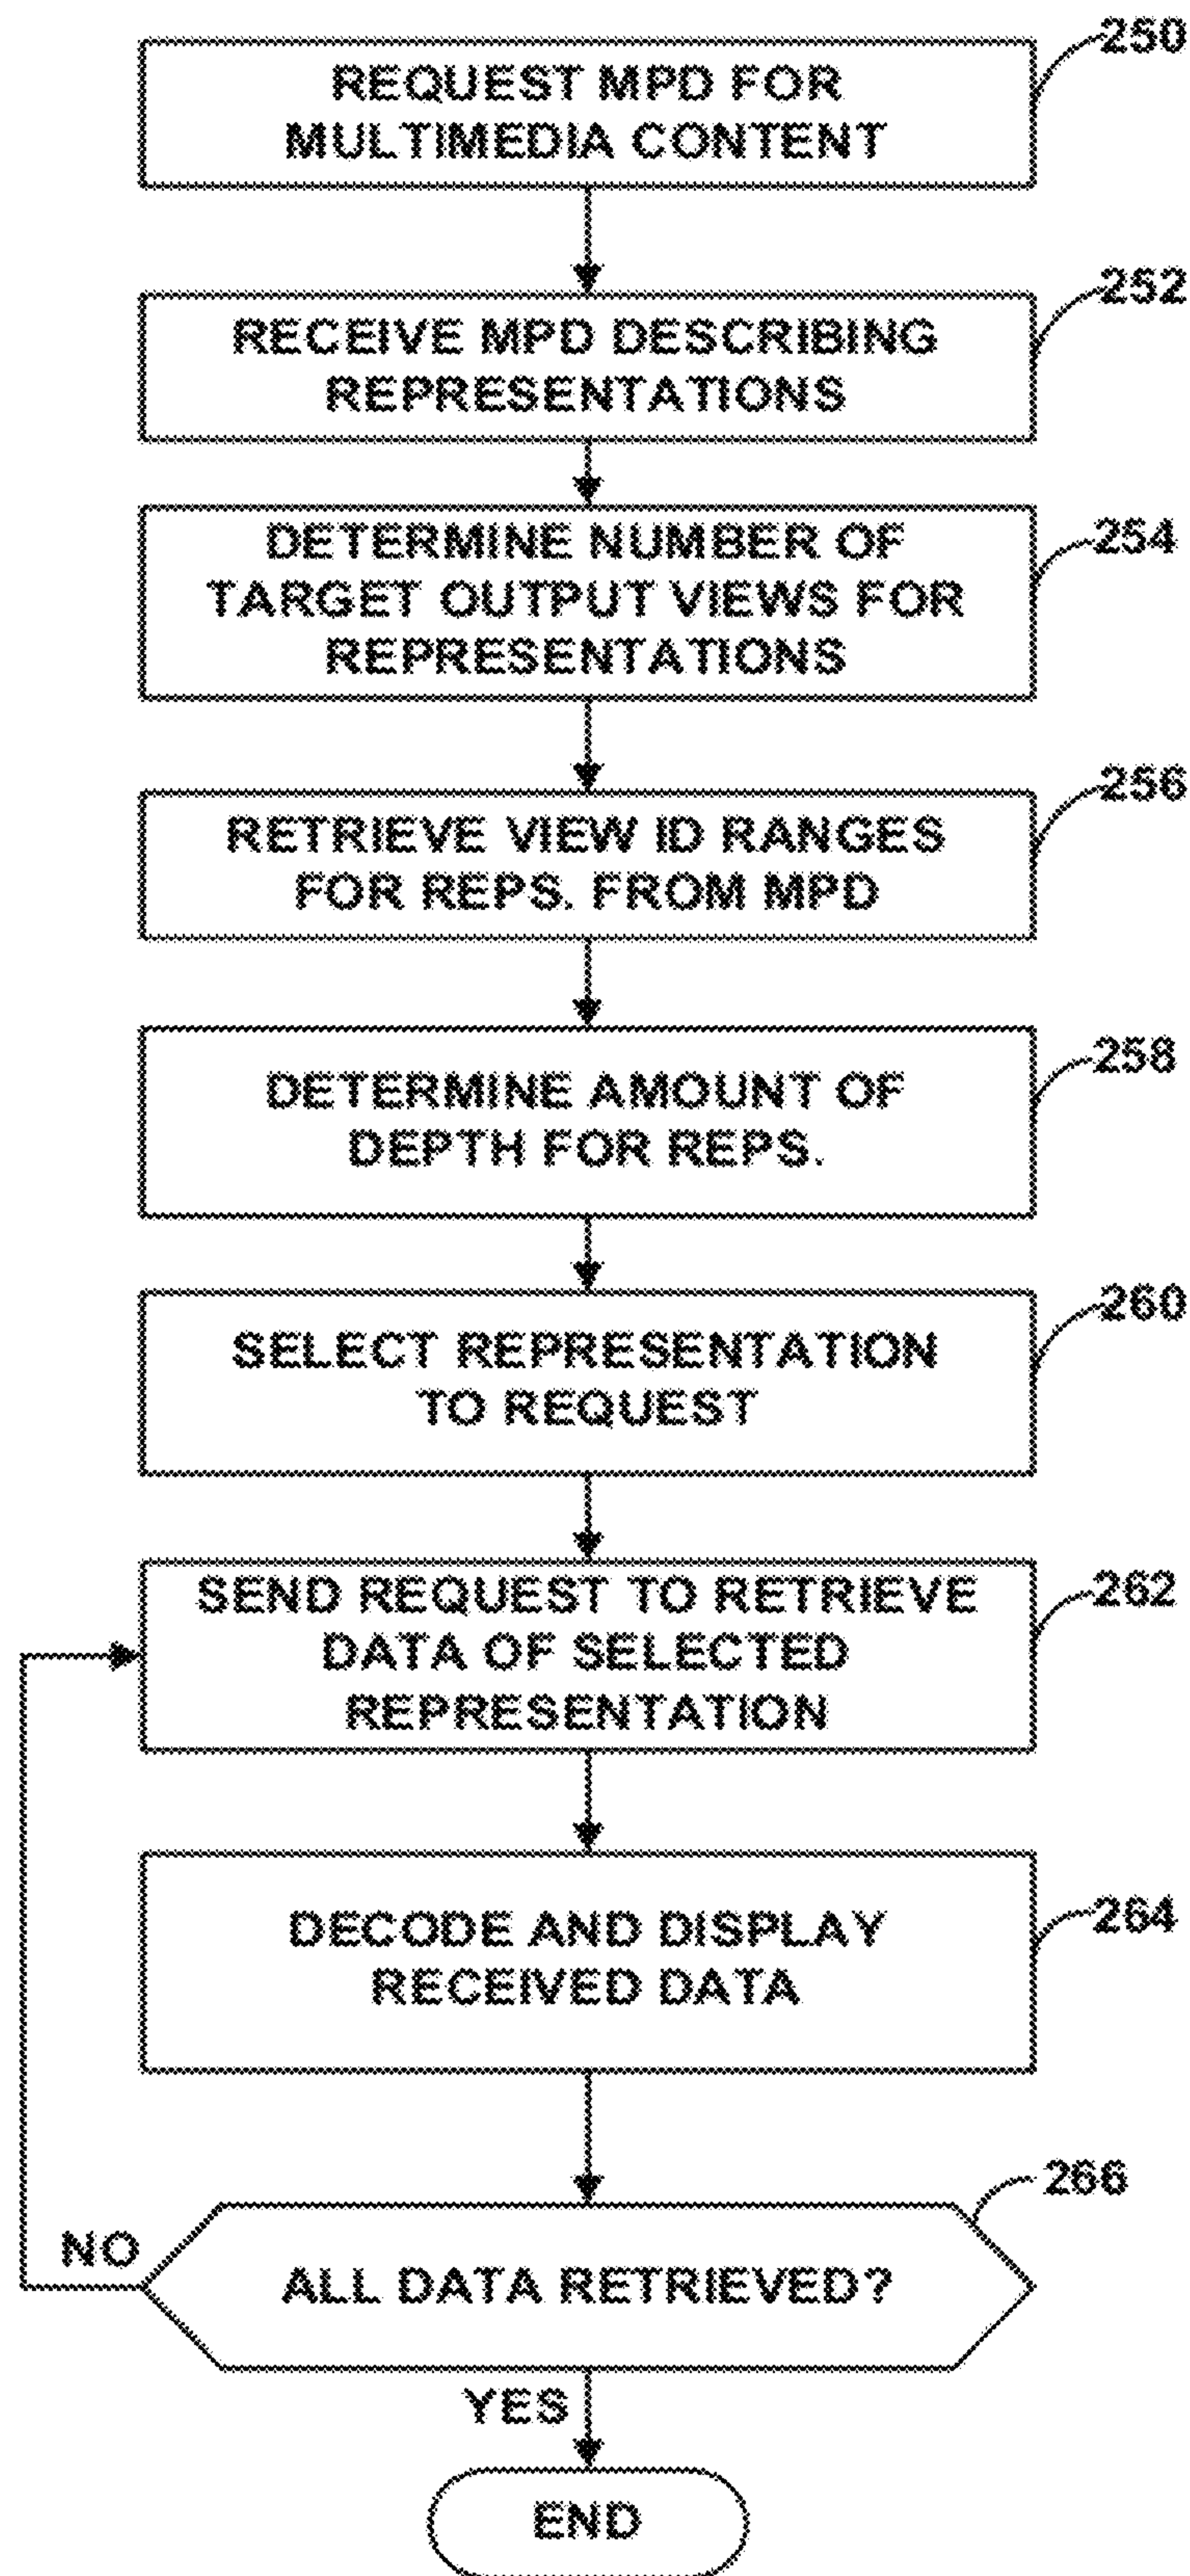 250
REQUEST MPD FOR
MULTIMEDIA CONTENT
252
RECEIVE MPD DESCRIBING
REPRESENTATIONS
254
DETERMINE NUMBER OF
TARGET OUTPUT VIEWS FOR
REPRESENTATIONS
256
RETRIEVE VIEW ID RANGES
FOR REPS. FROM MPD
258
DETERMINE AMOUNT OF
DEPTH FOR REPS.
260
SELECT REPRESENTATION
TO REQUEST
262
SEND REQUEST TO RETRIEVE
DATA OF SELECTED
REPRESENTATION
264
DECODE AND DISPLAY
RECEIVED DATA
266
NO
ALL DATA RETRIEVED?
YES
END